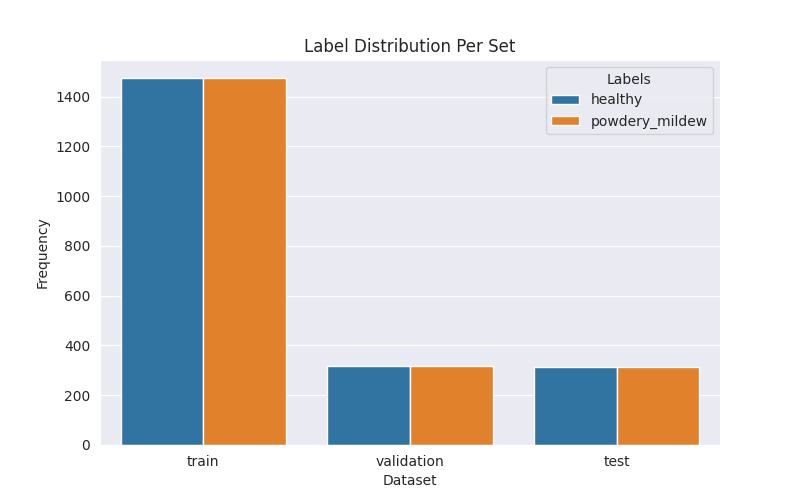 Label Distribution Per Set
Labels
healthy
powdery_mildew
Frequency
1400
1200
1000
800
600
400
200
0
train validation test
Dataset